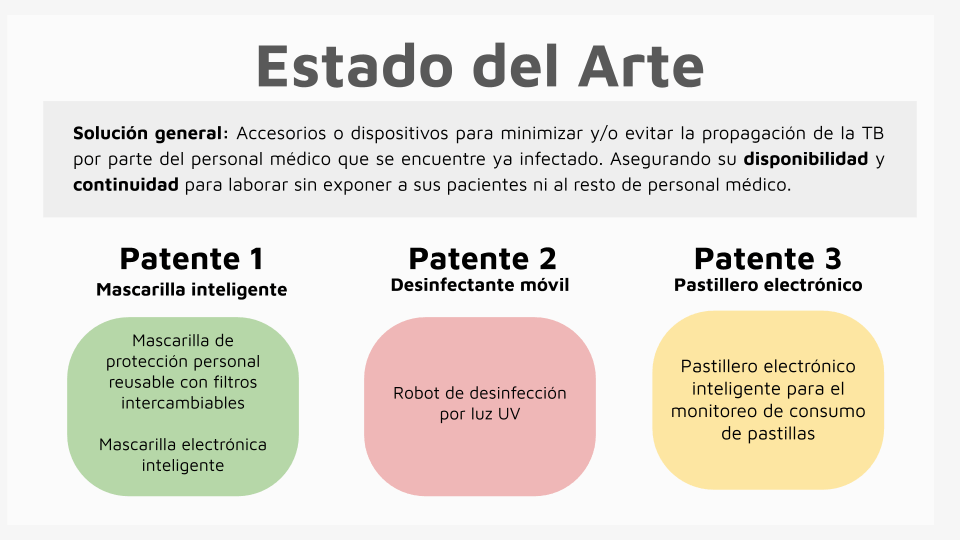 Estado del Arte
Solución general: Accesorios o dispositivos para minimizar y/o evitar la propagación de la TB
por parte del personal médico que se encuentre ya infectado. Asegurando su disponibilidad y
continuidad para laborar sin exponer a sus pacientes ni al resto de personal médico.
Patente 1
Mascarilla inteligente
Mascarilla de
protección personal
reusable con filtros
intercambiables
Mascarilla electrónica
inteligente
Patente 2
Desinfectante móvil
Robot de desinfección
por luz UV
Patente 3
Pastillero electrónico
Pastillero electrónico
inteligente para el
monitoreo de consumo
de pastillas